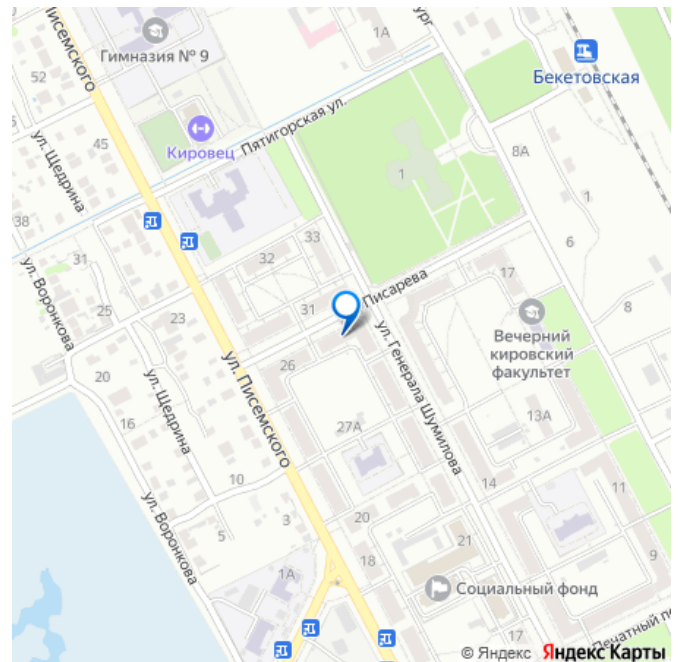 1А
ург
Гимназия № 9
Писемского
52
Бекетовская
Кировец
Пятигорская ул.
45
ул. Щедрина
8А
1
1
38
33
6
31
32
17
ул. Воронкова
25
31
Писарева
8
23
Вечерний
кировский
факультет
ул. Писемского
26
20
ул. Щедрина
ул. Генерала Шумилова
16
27А
13А
10
14
11
ул. Воронкова
3
20
5
21
9
18
1А
Социальный фонд
17
Печатный п
© Яндекс Яндекс Карты